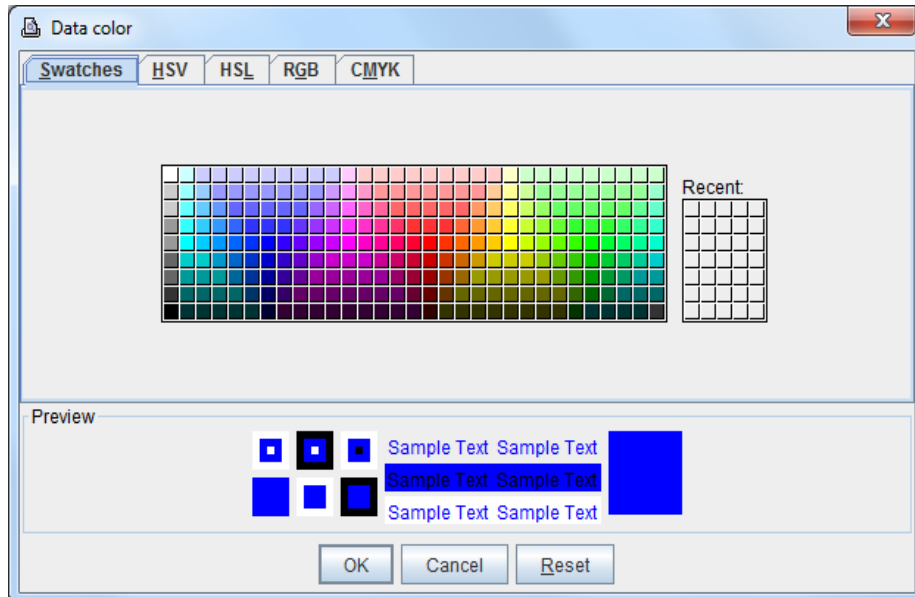 Data color
Swatches HSV HSL RGB CMYK
Recent:
Preview
Sample Text Sample Text
Sample Text Sample Text
Sample Text Sample Text
OK Cancel Reset